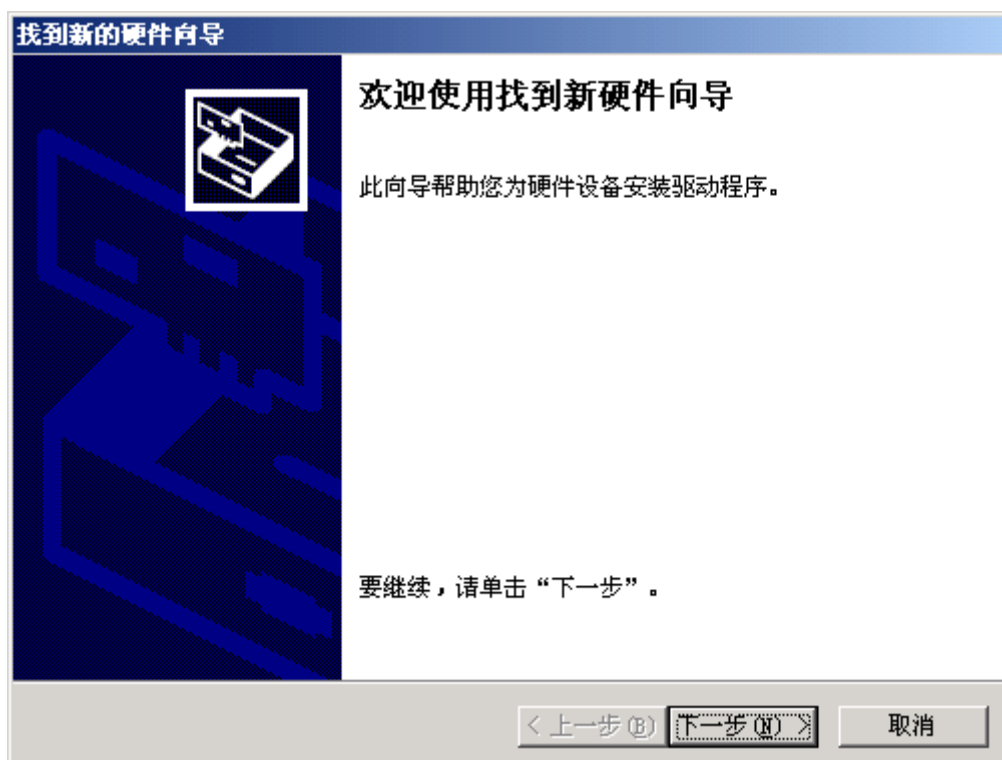 找到新的硬件向导
欢迎使用找到新硬件向导
此向导帮助您为硬件设备安装驱动程序。
要继续，请单击“下一步”。
< 上一步(B) 下一步(N) > 取消